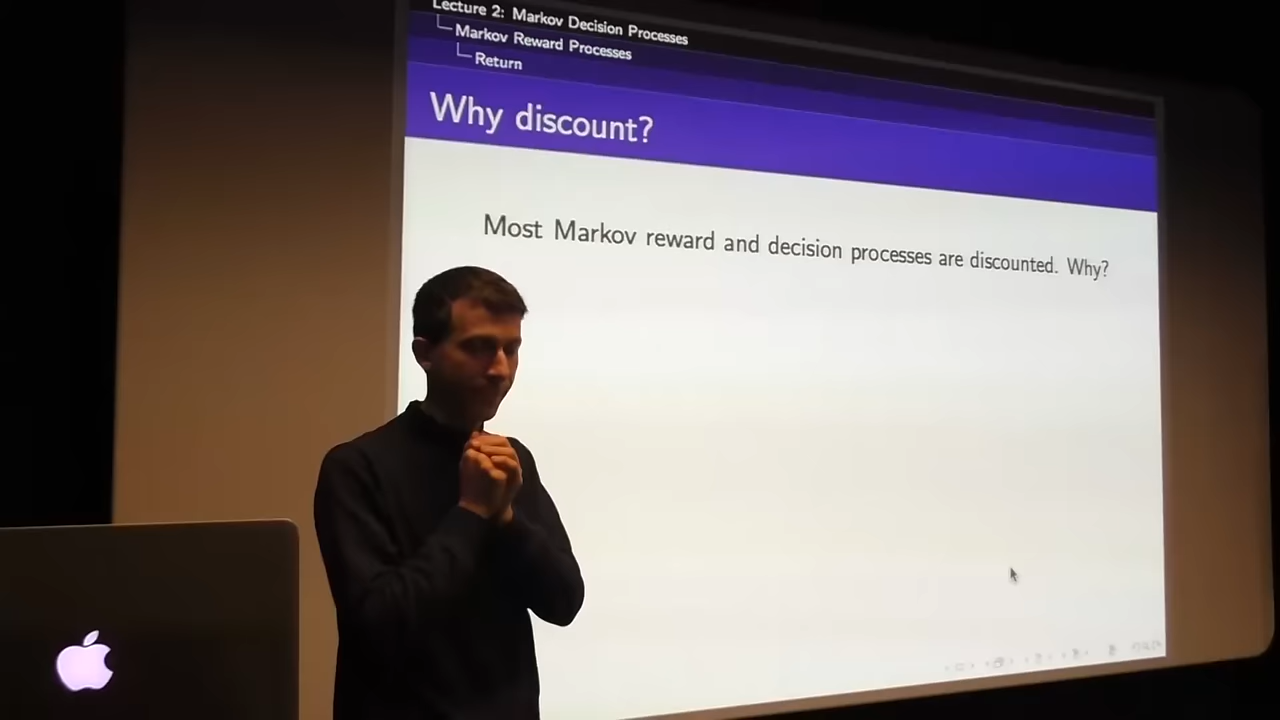 Lecture 2: Markov Decision Processes
Markov Reward Processes
Return
Why discount?
Most Markov reward and decision processes are discounted. Why?